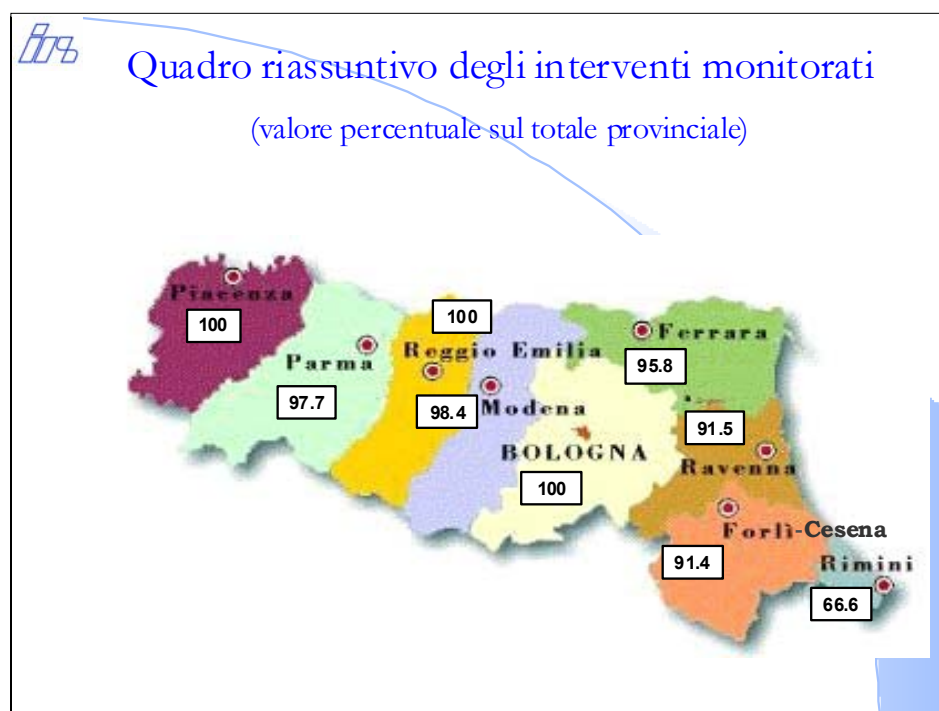 irs
Quadro riassuntivo degli interventi monitorati
(valore percentuale sul totale provinciale)
Piacenza
100
Parma
97.7
100
Reggio Emilia
98.4
Modena
BOLOGNA
100
Ferrara
95.8
91.5
Ravenna
Forlì-Cesena
91.4
Rimini
66.6